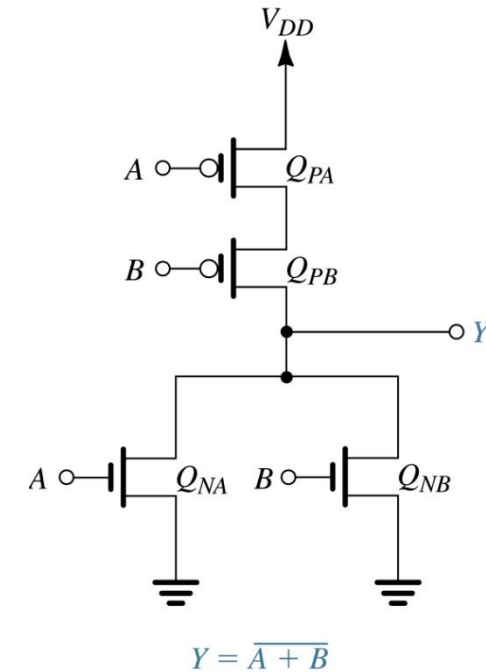 V_DD
A Q_PA
B Q_PB
Y
A Q_NA B Q_NB
Y = \overline{A + B}